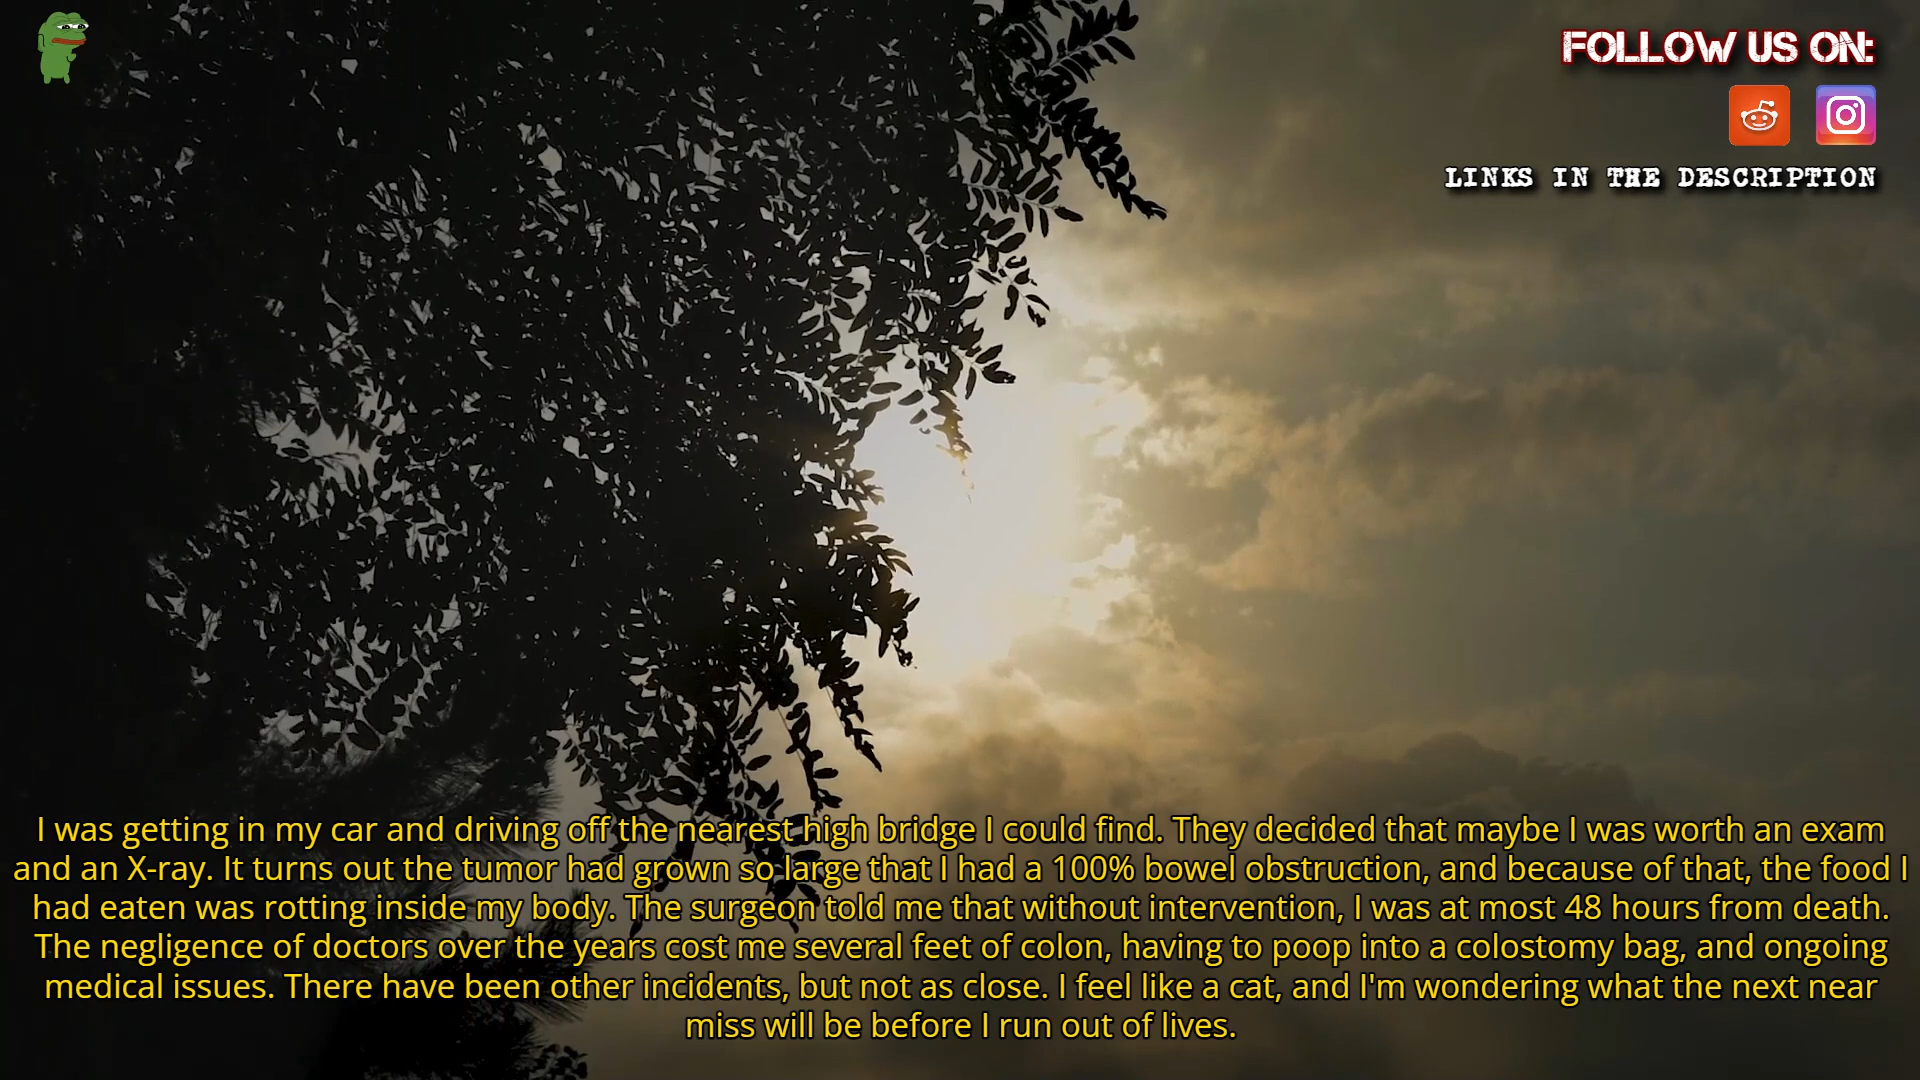 FOLLOW US ON:
LINKS IN THE DESCRIPTION
I was getting in my car and driving off the nearest high bridge I could find. They decided that maybe I was worth an exam
and an X-ray. It turns out the tumor had grown so large that I had a 100% bowel obstruction, and because of that, the food I
had eaten was rotting inside my body. The surgeon told me that without intervention, I was at most 48 hours from death.
The negligence of doctors over the years cost me several feet of colon, having to poop into a colostomy bag, and ongoing
medical issues. There have been other incidents, but not as close. I feel like a cat, and I'm wondering what the next near
miss will be before I run out of lives.